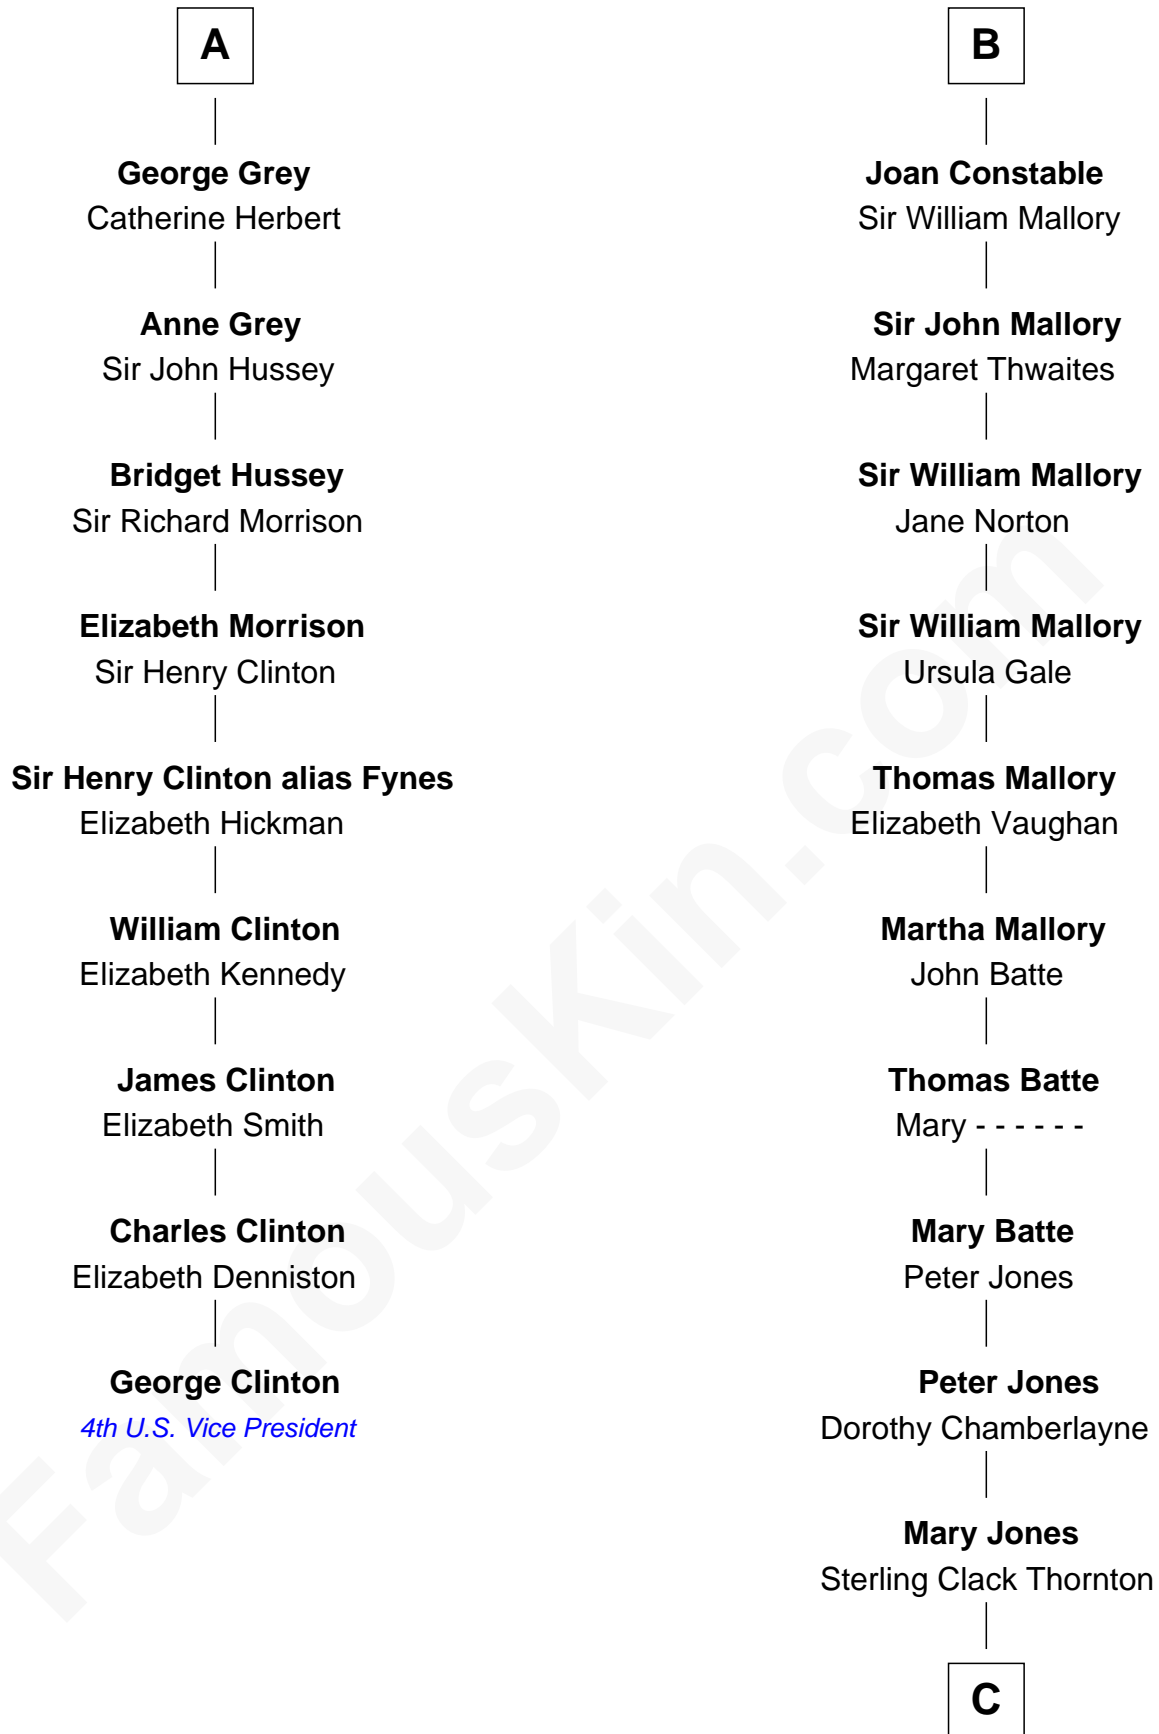 A
George Grey
Catherine Herbert
Anne Grey
Sir John Hussey
Bridget Hussey
Sir Richard Morrison
Elizabeth Morrison
Sir Henry Clinton
Sir Henry Clinton alias Fynes
Elizabeth Hickman
William Clinton
Elizabeth Kennedy
James Clinton
Elizabeth Smith
Charles Clinton
Elizabeth Denniston
George Clinton
4th U.S. Vice President
B
Joan Constable
Sir William Mallory
Sir John Mallory
Margaret Thwaites
Sir William Mallory
Jane Norton
Sir William Mallory
Ursula Gale
Thomas Mallory
Elizabeth Vaughan
Martha Mallory
John Batte
Thomas Batte
Mary - - - - - -
Mary Batte
Peter Jones
Peter Jones
Dorothy Chamberlayne
Mary Jones
Sterling Clack Thornton
C
FamousKin.com